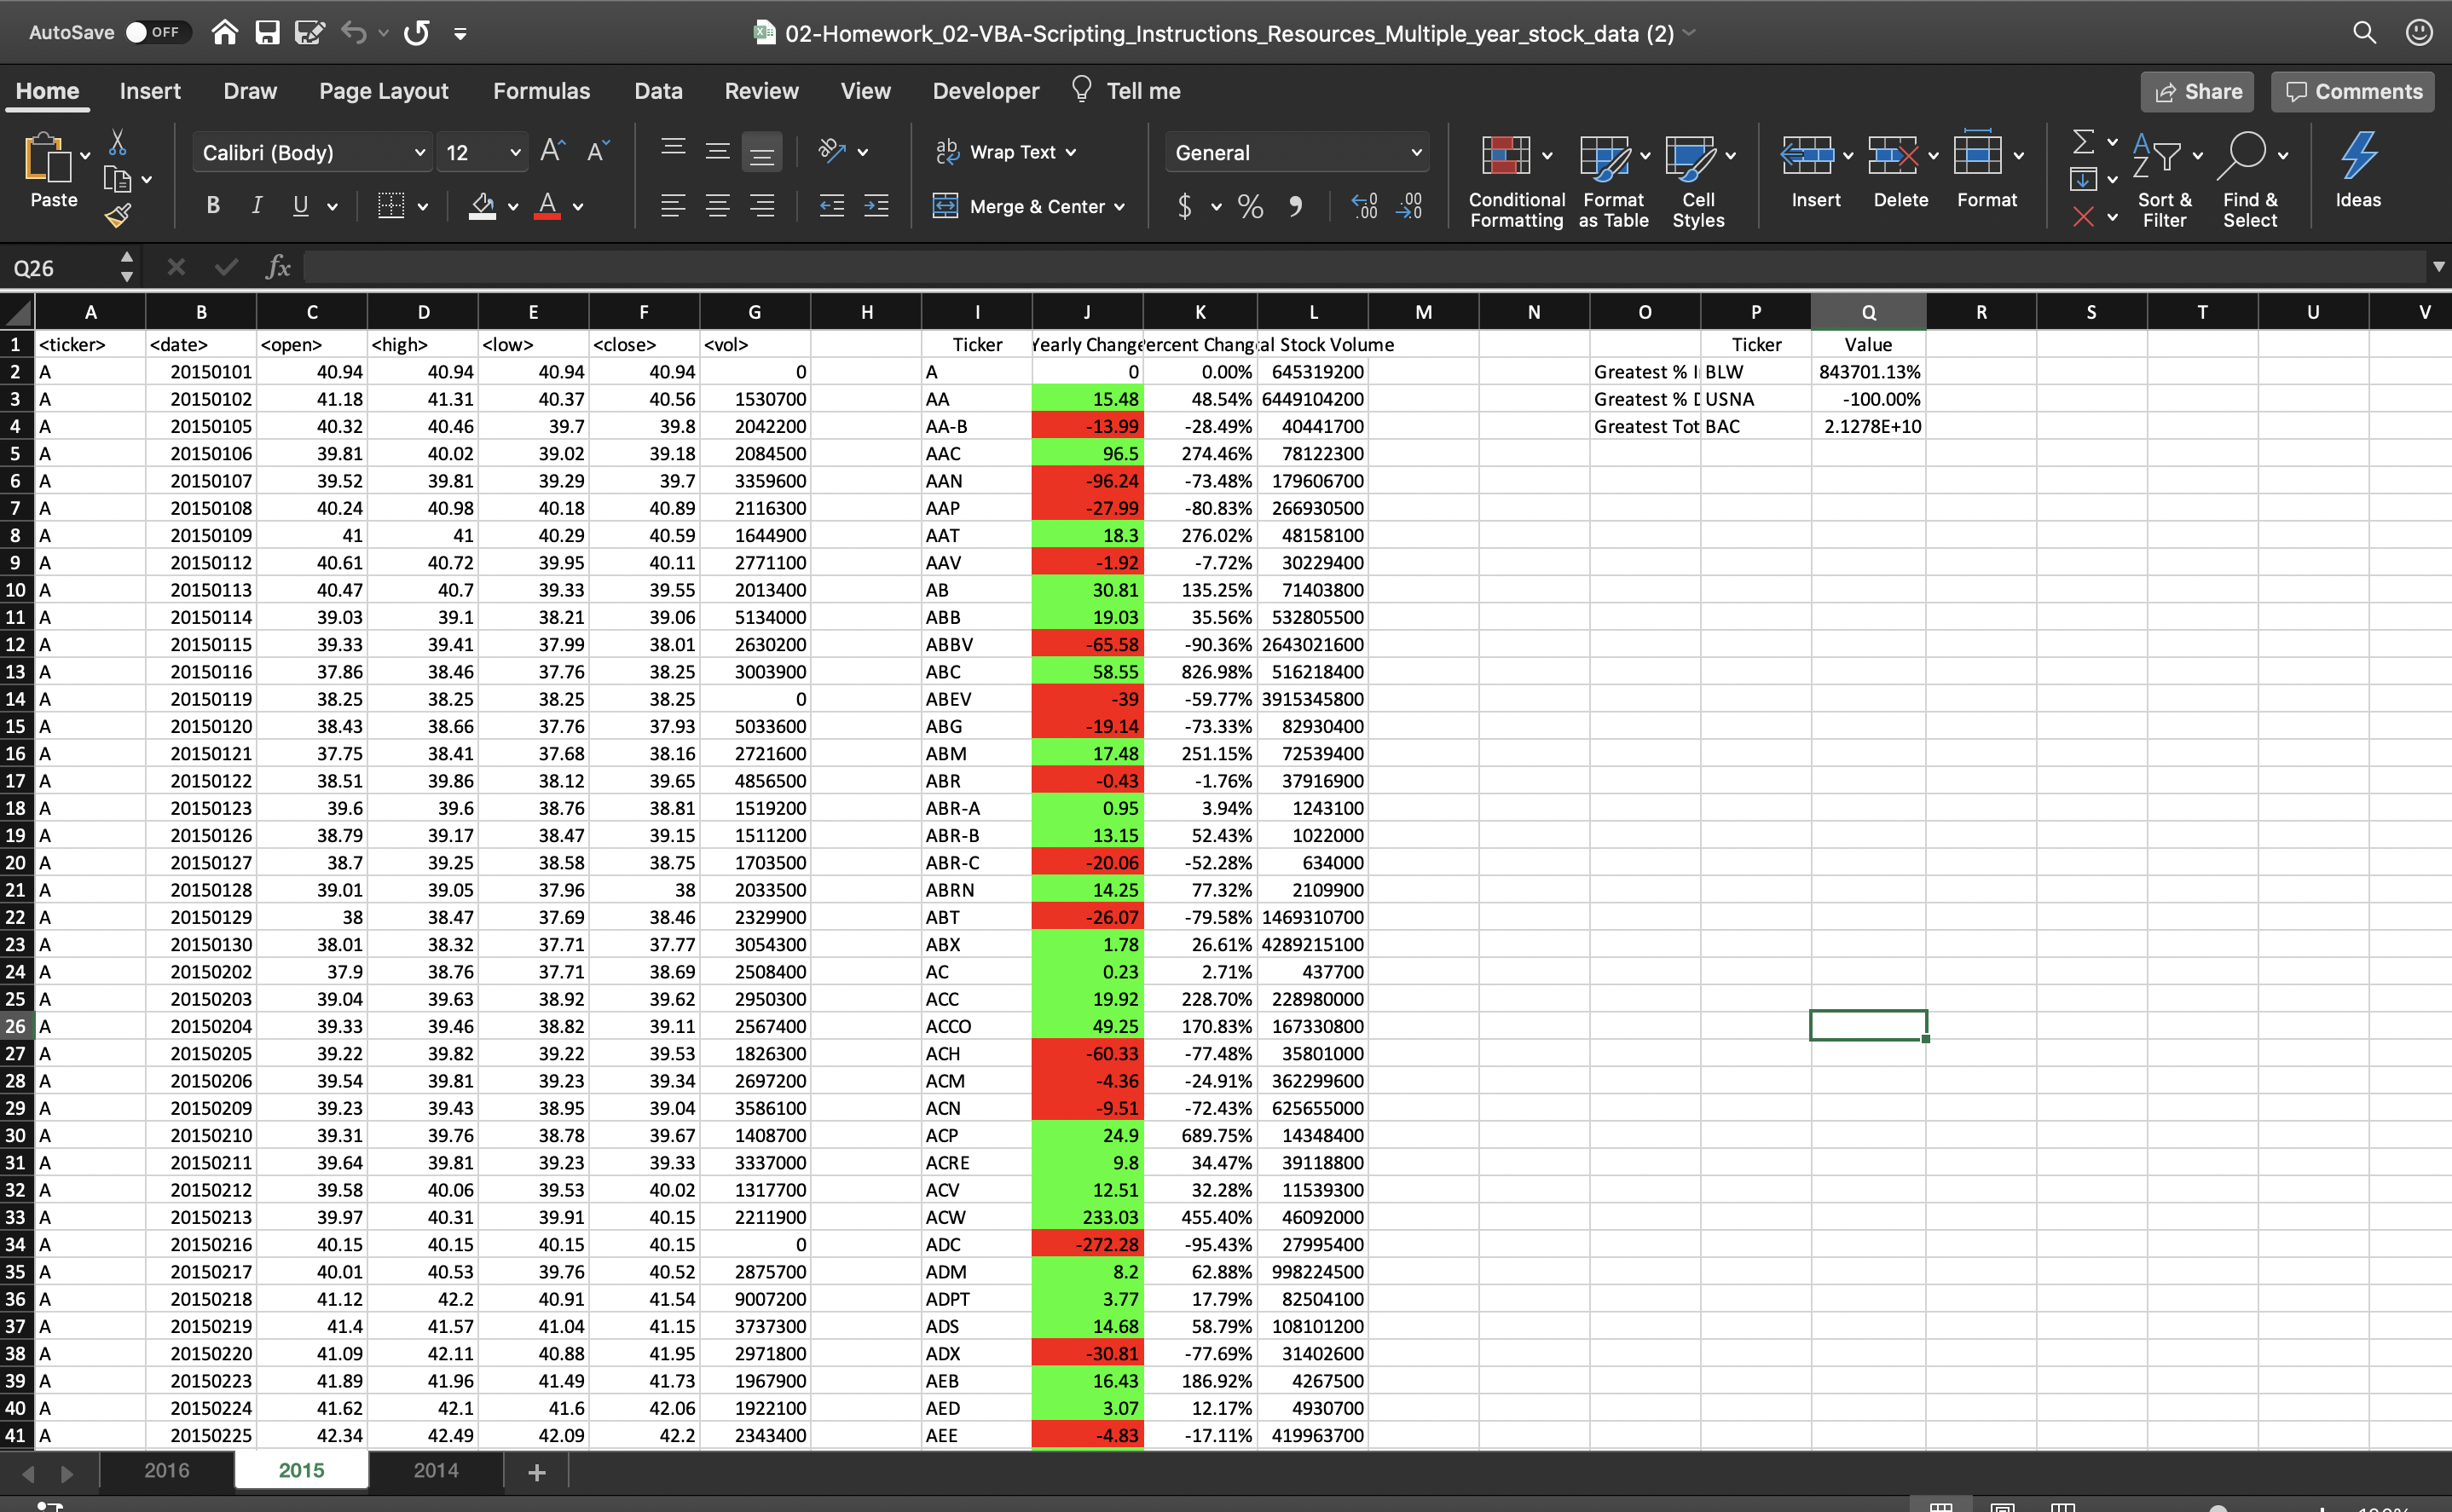 AutoSave OFF 02-Homework_02-VBA-Scripting_Instructions_Resources_Multiple_year_stock_data (2)
Home Insert Draw Page Layout Formulas Data Review View Developer Tell me Share Comments
Calibri (Body) 12 Wrap Text General
Paste B I U Merge & Center $ % Conditional Formatting Format as Table Cell Styles Insert Delete Format Sort & Filter Find & Select Ideas
Q26 fx
A B C D E F G H I J K L M N O P Q R S T U V
1 <ticker> <date> <open> <high> <low> <close> <vol> Ticker Yearly Change ercent Chang al Stock Volume Ticker Value
2 A 20150101 40.94 40.94 40.94 40.94 0 A 0 0.00% 645319200 Greatest % I BLW 843701.13%
3 A 20150102 41.18 41.31 40.37 40.56 1530700 AA 15.48 48.54% 6449104200 Greatest % D USNA -100.00%
4 A 20150105 40.32 40.46 39.7 39.8 2042200 AA-B -13.99 -28.49% 40441700 Greatest Tot BAC 2.1278E+10
5 A 20150106 39.81 40.02 39.02 39.18 2084500 AAC 96.5 274.46% 78122300
6 A 20150107 39.52 39.81 39.29 39.7 3359600 AAN -96.24 -73.48% 179606700
7 A 20150108 40.24 40.98 40.18 40.89 2116300 AAP -27.99 -80.83% 266930500
8 A 20150109 41 41 40.29 40.59 1644900 AAT 18.3 276.02% 48158100
9 A 20150112 40.61 40.72 39.95 40.11 2771100 AAV -1.92 -7.72% 30229400
10 A 20150113 40.47 40.7 39.33 39.55 2013400 AB 30.81 135.25% 71403800
11 A 20150114 39.03 39.1 38.21 39.06 5134000 ABB 19.03 35.56% 532805500
12 A 20150115 39.33 39.41 37.99 38.01 2630200 ABBV -65.58 -90.36% 2643021600
13 A 20150116 37.86 38.46 37.76 38.25 3003900 ABC 58.55 826.98% 516218400
14 A 20150119 38.25 38.25 38.25 38.25 0 ABEV -39 -59.77% 3915345800
15 A 20150120 38.43 38.66 37.76 37.93 5033600 ABG -19.14 -73.33% 82930400
16 A 20150121 37.75 38.41 37.68 38.16 2721600 ABM 17.48 251.15% 72539400
17 A 20150122 38.51 39.86 38.12 39.65 4856500 ABR -0.43 -1.76% 37916900
18 A 20150123 39.6 39.6 38.76 38.81 1519200 ABR-A 0.95 3.94% 1243100
19 A 20150126 38.79 39.17 38.47 39.15 1511200 ABR-B 13.15 52.43% 1022000
20 A 20150127 38.7 39.25 38.58 38.75 1703500 ABR-C -20.06 -52.28% 634000
21 A 20150128 39.01 39.05 37.96 38 2033500 ABRN 14.25 77.32% 2109900
22 A 20150129 38 38.47 37.69 38.46 2329900 ABT -26.07 -79.58% 1469310700
23 A 20150130 38.01 38.32 37.71 37.77 3054300 ABX 1.78 26.61% 4289215100
24 A 20150202 37.9 38.76 37.71 38.69 2508400 AC 0.23 2.71% 437700
25 A 20150203 39.04 39.63 38.92 39.62 2950300 ACC 19.92 228.70% 228980000
26 A 20150204 39.33 39.46 38.82 39.11 2567400 ACCO 49.25 170.83% 167330800
27 A 20150205 39.22 39.82 39.22 39.53 1826300 ACH -60.33 -77.48% 35801000
28 A 20150206 39.54 39.81 39.23 39.34 2697200 ACM -4.36 -24.91% 362299600
29 A 20150209 39.23 39.43 38.95 39.04 3586100 ACN -9.51 -72.43% 625655000
30 A 20150210 39.31 39.76 38.78 39.67 1408700 ACP 24.9 689.75% 14348400
31 A 20150211 39.64 39.81 39.23 39.33 3337000 ACRE 9.8 34.47% 39118800
32 A 20150212 39.58 40.06 39.53 40.02 1317700 ACV 12.51 32.28% 11539300
33 A 20150213 39.97 40.31 39.91 40.15 2211900 ACW 233.03 455.40% 46092000
34 A 20150216 40.15 40.15 40.15 40.15 0 ADC -272.28 -95.43% 27995400
35 A 20150217 40.01 40.53 39.76 40.52 2875700 ADM 8.2 62.88% 998224500
36 A 20150218 41.12 42.2 40.91 41.54 9007200 ADPT 3.77 17.79% 82504100
37 A 20150219 41.4 41.57 41.04 41.15 3737300 ADS 14.68 58.79% 108101200
38 A 20150220 41.09 42.11 40.88 41.95 2971800 ADX -30.81 -77.69% 31402600
39 A 20150223 41.89 41.96 41.49 41.73 1967900 AEB 16.43 186.92% 4267500
40 A 20150224 41.62 42.1 41.6 42.06 1922100 AED 3.07 12.17% 4930700
41 A 20150225 42.34 42.49 42.09 42.2 2343400 AEE -4.83 -17.11% 419963700
2016 2015 2014 +